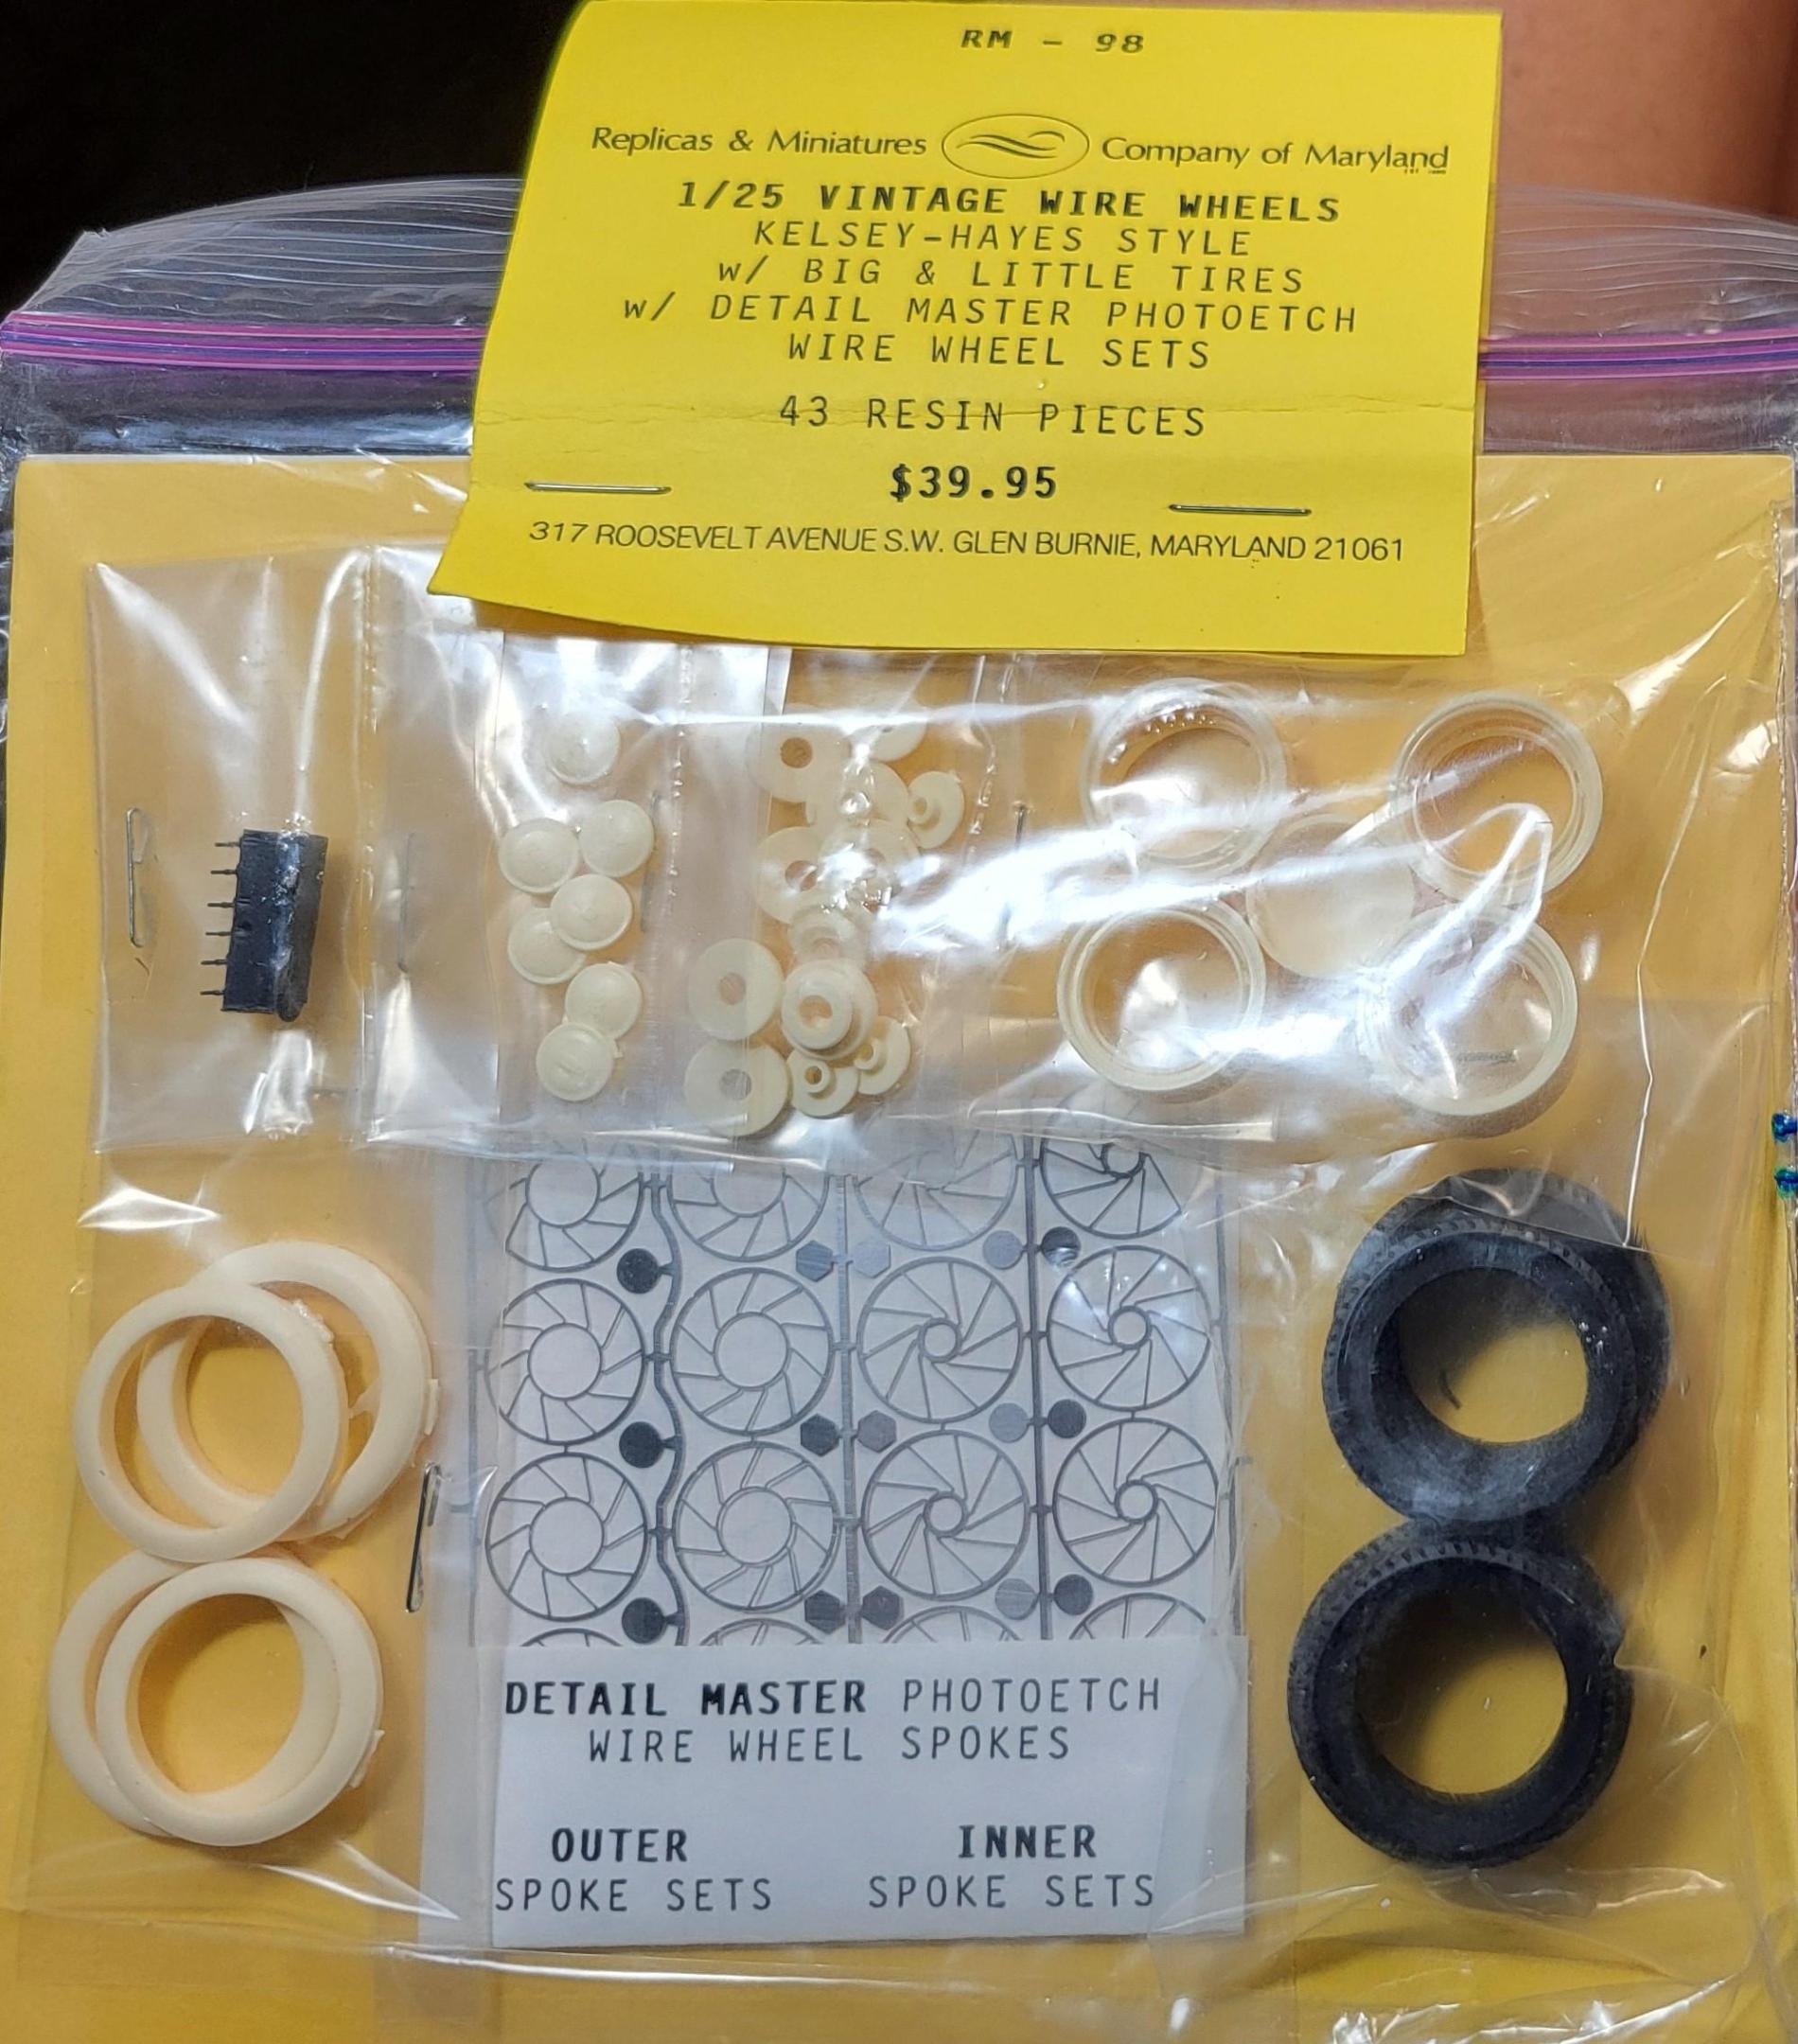 RM - 98
Replicas & Miniatures Company of Maryland
1/25 VINTAGE WIRE WHEELS
KELSEY-HAYES STYLE
w/ BIG & LITTLE TIRES
w/ DETAIL MASTER PHOTOETCH
WIRE WHEEL SETS
43 RESIN PIECES
$39.95
317 ROOSEVELT AVENUE S.W. GLEN BURNIE, MARYLAND 21061
DETAIL MASTER PHOTOETCH
WIRE WHEEL SPOKES
OUTER INNER
SPOKE SETS SPOKE SETS